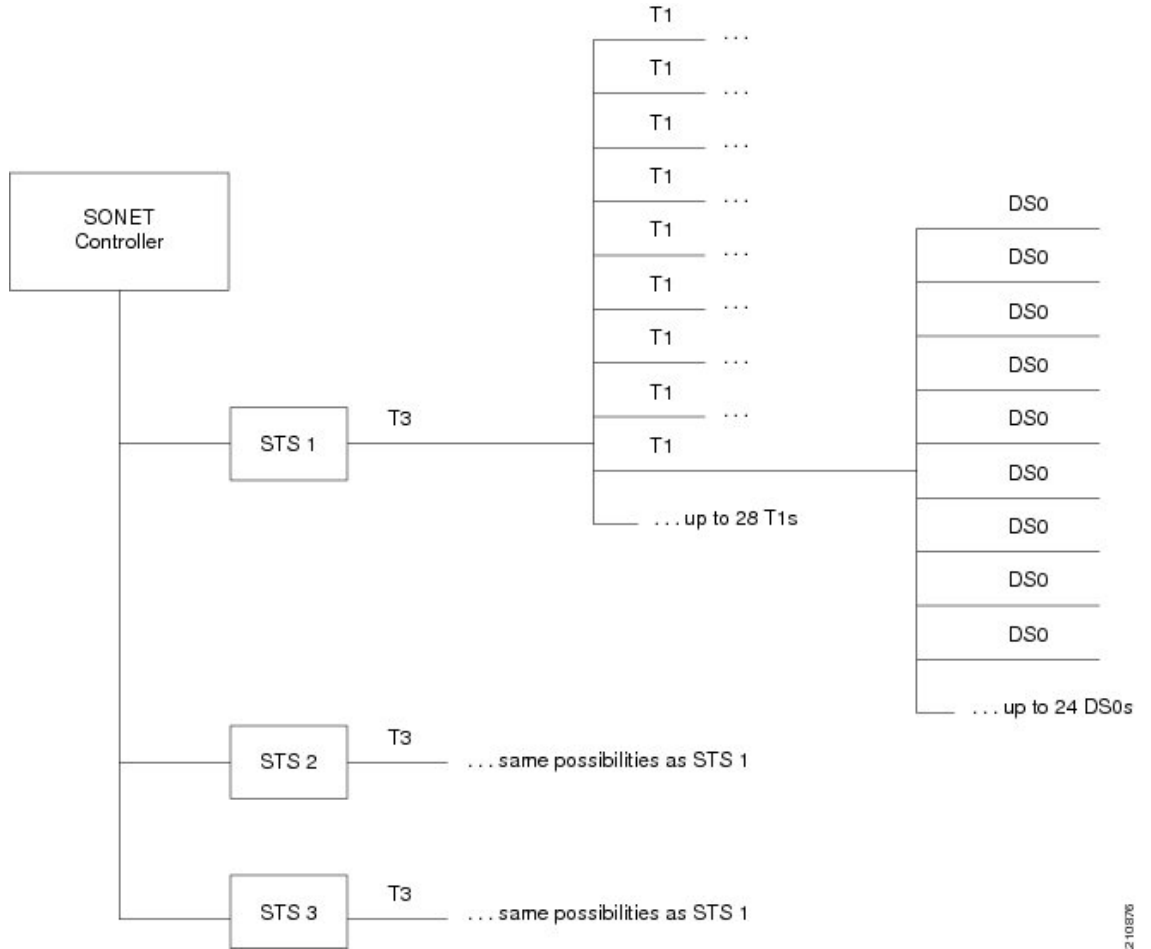 T1
...
T1
...
T1
...
T1
...
T1
...
T1
...
T1
...
T1
...
T1
... up to 28 T1s
SONET
Controller
STS 1
T3
DS0
DS0
DS0
DS0
DS0
DS0
DS0
DS0
DS0
... up to 24 DS0s
STS 2
T3
... same possibilities as STS 1
STS 3
T3
... same possibilities as STS 1
210876